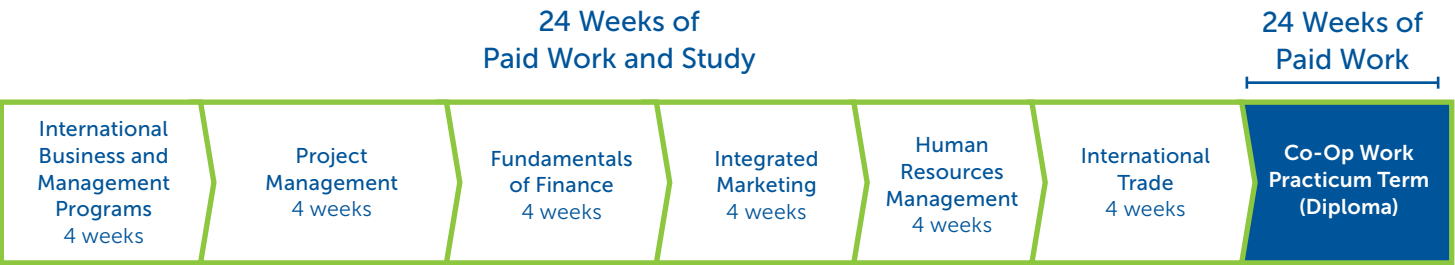 24 Weeks of
Paid Work and Study
24 Weeks of
Paid Work
International
Business and
Management
Programs
4 weeks
Project
Management
4 weeks
Fundamentals
of Finance
4 weeks
Integrated
Marketing
4 weeks
Human
Resources
Management
4 weeks
International
Trade
4 weeks
Co-Op Work
Practicum Term
(Diploma)